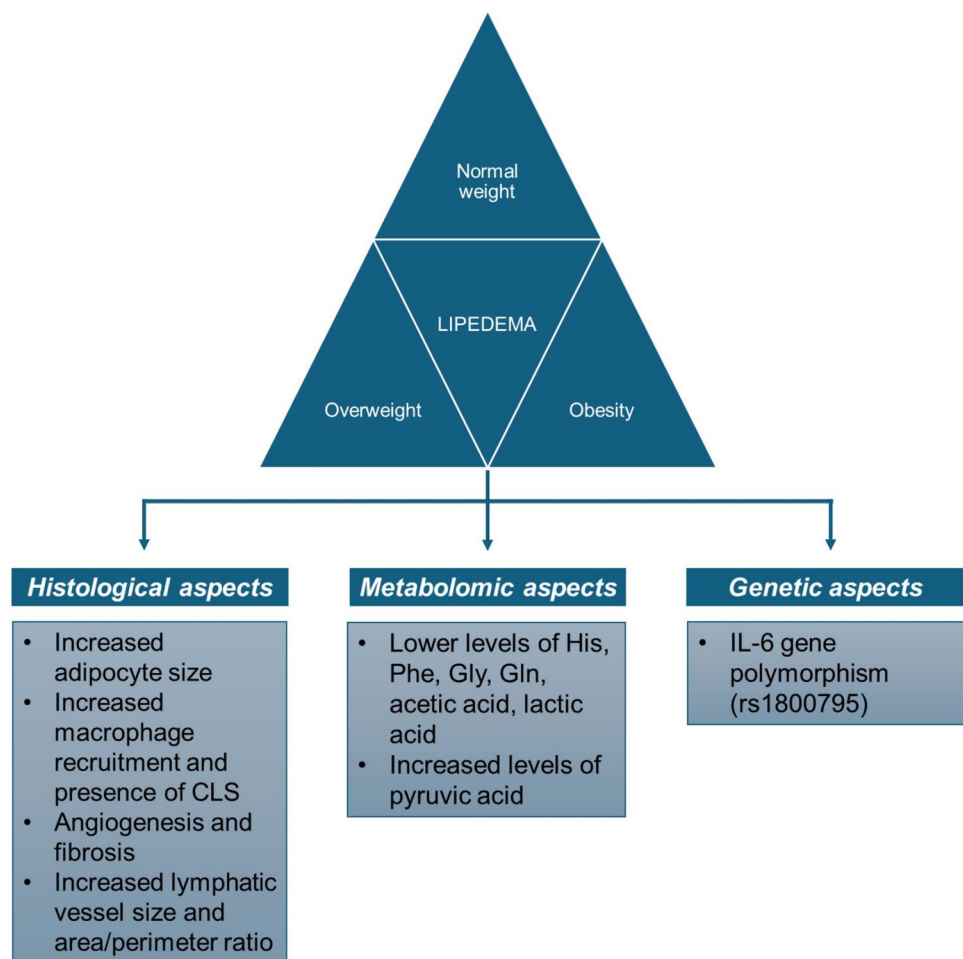 Normal
weight
LIPEDEMA
Overweight
Obesity
Histological aspects
• Increased
adipocyte size
• Increased
macrophage
recruitment and
presence of CLS
• Angiogenesis and
fibrosis
• Increased lymphatic
vessel size and
area/perimeter ratio
Metabolomic aspects
• Lower levels of His,
Phe, Gly, Gln,
acetic acid, lactic
acid
• Increased levels of
pyruvic acid
Genetic aspects
• IL-6 gene
polymorphism
(rs1800795)